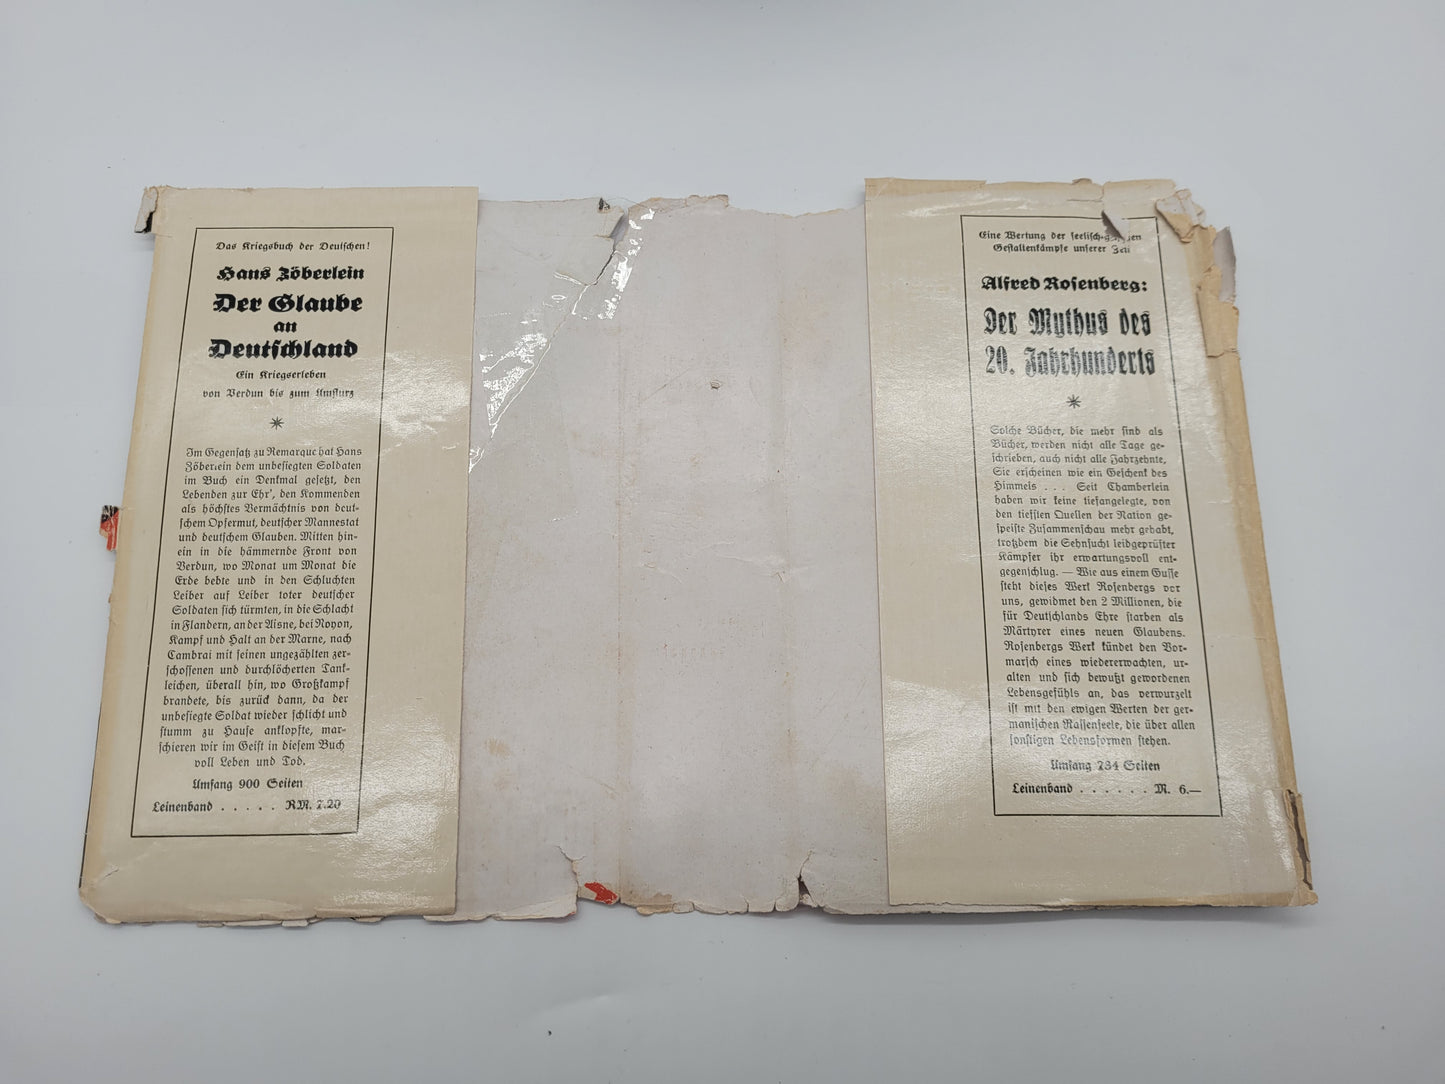 Das Kriegsbuch der Deutschen!
Hans Zöberlein
Der Glaube
an
Deutschland
Ein Kriegserleben
von Verdun bis zum Umsturz
Im Gegensatz zu Remarque hat Hans
Zöberlein dem unbesiegten Soldaten
im Buch ein Denkmal gesetzt, den
Lebenden zur Ehr', den Kommenden
als höchstes Vermächtnis von deut-
schem Opfermut, deutscher Mannestat
und deutschem Glauben. Mitten hin-
ein in die hämmernde Front von
Verdun, wo Monat um Monat die
Erde bebte und in den Schluchten
Leiber auf Leiber toter deutscher
Soldaten sich türmten, in die Schlacht
in Flandern, an der Aisne, bei Noyon,
Kampf und Halt an der Marne, nach
Cambrai mit seinen ungezählten zer-
schossenen und durchlöcherten Tank-
leichen, überall hin, wo Großkampf
brandete, bis zurück dann, da der
unbesiegte Soldat wieder schlicht und
stumm zu Hause anklopfte, mar-
schieren wir im Geist in diesem Buch
voll Leben und Tod.
Umfang 900 Seiten
Leinenband . . . . . RM. 7.20
Eine Wertung der seelisch-geistigen
Gestaltenkämpfe unserer Zeit
Alfred Rosenberg:
Der Mythus des
20. Jahrhunderts
Solche Bücher, die mehr sind als
Bücher, werden nicht alle Tage ge-
schrieben, auch nicht alle Jahrzehnte,
Sie erscheinen wie ein Geschenk des
Himmels . . . Seit Chamberlein
haben wir keine tiefangelegte, von
den tiefsten Quellen der Nation ge-
speiste Zusammenschau mehr gehabt,
trotzdem die Sehnsucht leidgeprüfter
Kämpfer ihr erwartungsvoll ent-
gegenschlug. — Wie aus einem Gusse
steht dieses Werk Rosenbergs vor
uns, gewidmet den 2 Millionen, die
für Deutschlands Ehre starben als
Märtyrer eines neuen Glaubens.
Rosenbergs Werk kündet den Vor-
marsch eines wiedererwachten, ur-
alten und sich bewußt gewordenen
Lebensgefühls an, das verwurzelt
ist mit den ewigen Werten der ger-
manischen Rassenseele, die über allen
sonstigen Lebensformen stehen.
Umfang 734 Seiten
Leinenband . . . . . . M. 6.—